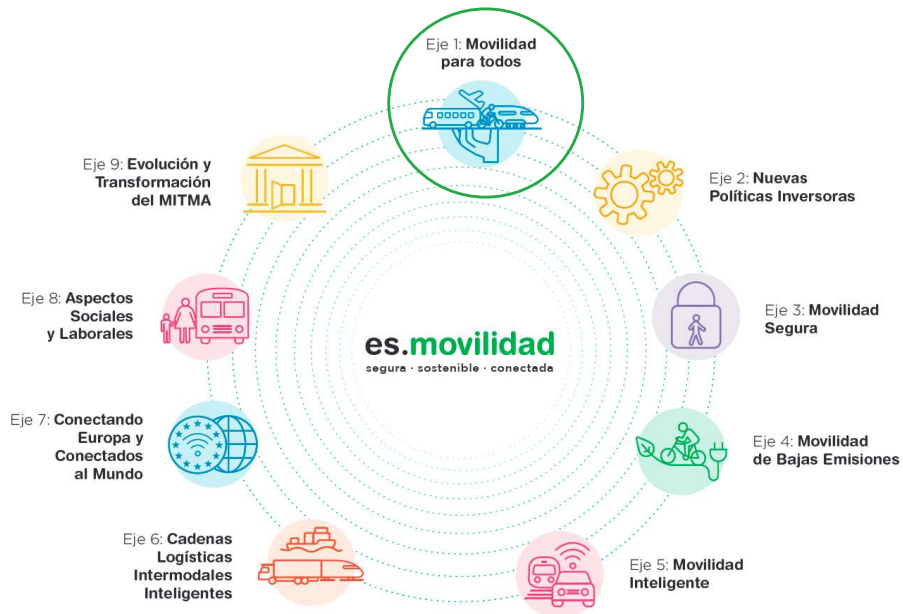 Eje 1: Movilidad
para todos
Eje 2: Nuevas
Políticas Inversoras
Eje 3: Movilidad
Segura
Eje 4: Movilidad
de Bajas Emisiones
Eje 5: Movilidad
Inteligente
Eje 6: Cadenas
Logísticas
Intermodales
Inteligentes
Eje 7: Conectando
Europa y
Conectados
al Mundo
Eje 8: Aspectos
Sociales
y Laborales
Eje 9: Evolución y
Transformación
del MITMA
es.movilidad
segura · sostenible · conectada